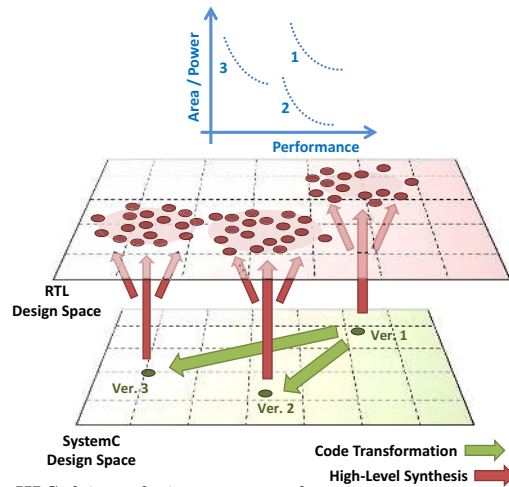 Area / Power
1
3
2
Performance
RTL
Design Space
Ver. 1
Ver. 3
Ver. 2
SystemC
Design Space
Code Transformation
High-Level Synthesis